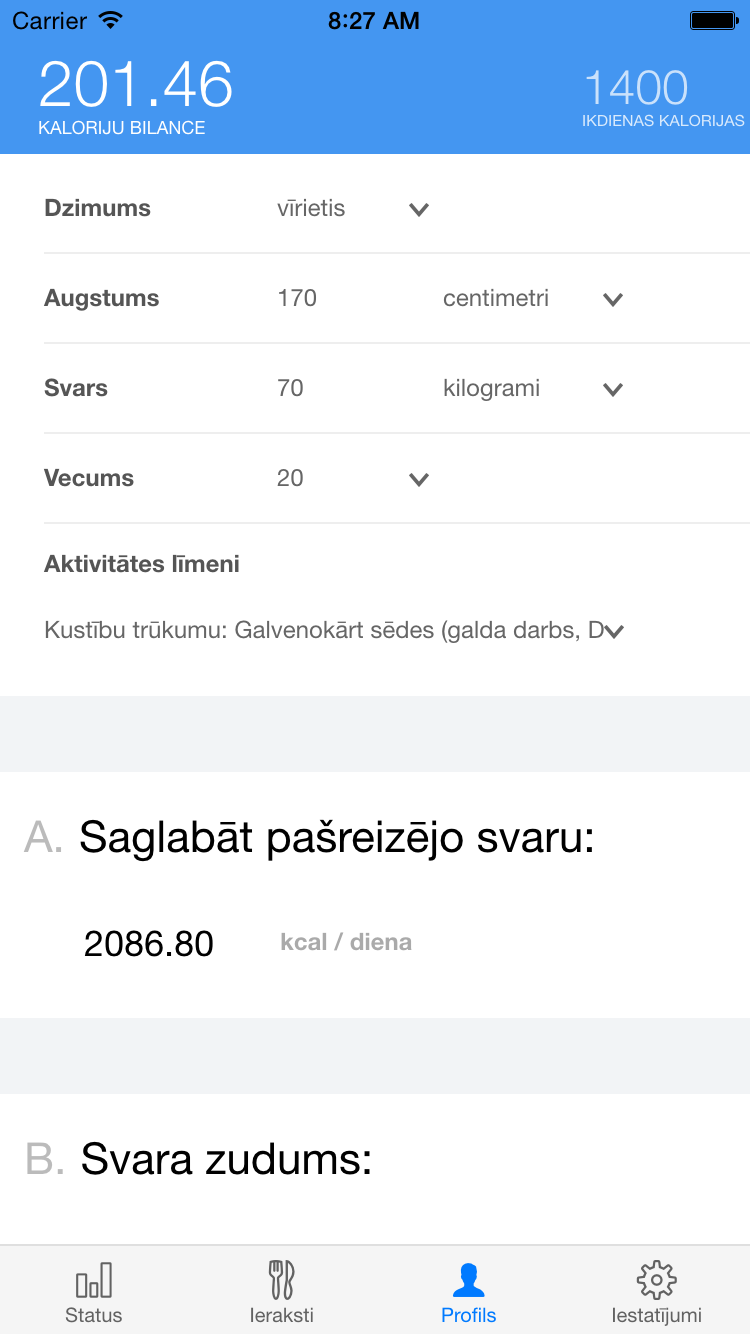 Carrier 8:27 AM
201.46 1400
KALORIJU BILANCE IKDIENAS KALORIJAS
Dzimums vīrietis
Augstums 170 centimetri
Svars 70 kilogrami
Vecums 20
Aktivitātes līmeni
Kustību trūkumu: Galvenokārt sēdes (galda darbs, D
A. Saglabāt pašreizējo svaru:
2086.80 kcal / diena
B. Svara zudums:
Status Ieraksti Profils Iestatījumi